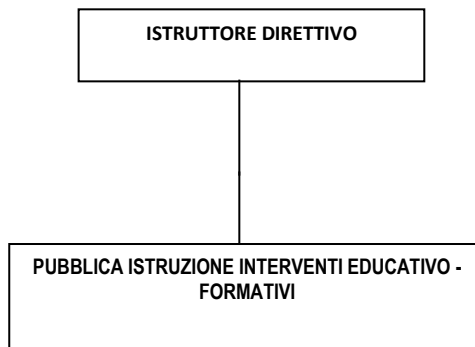 ISTRUTTORE DIRETTIVO
PUBBLICA ISTRUZIONE INTERVENTI EDUCATIVO -
FORMATIVI